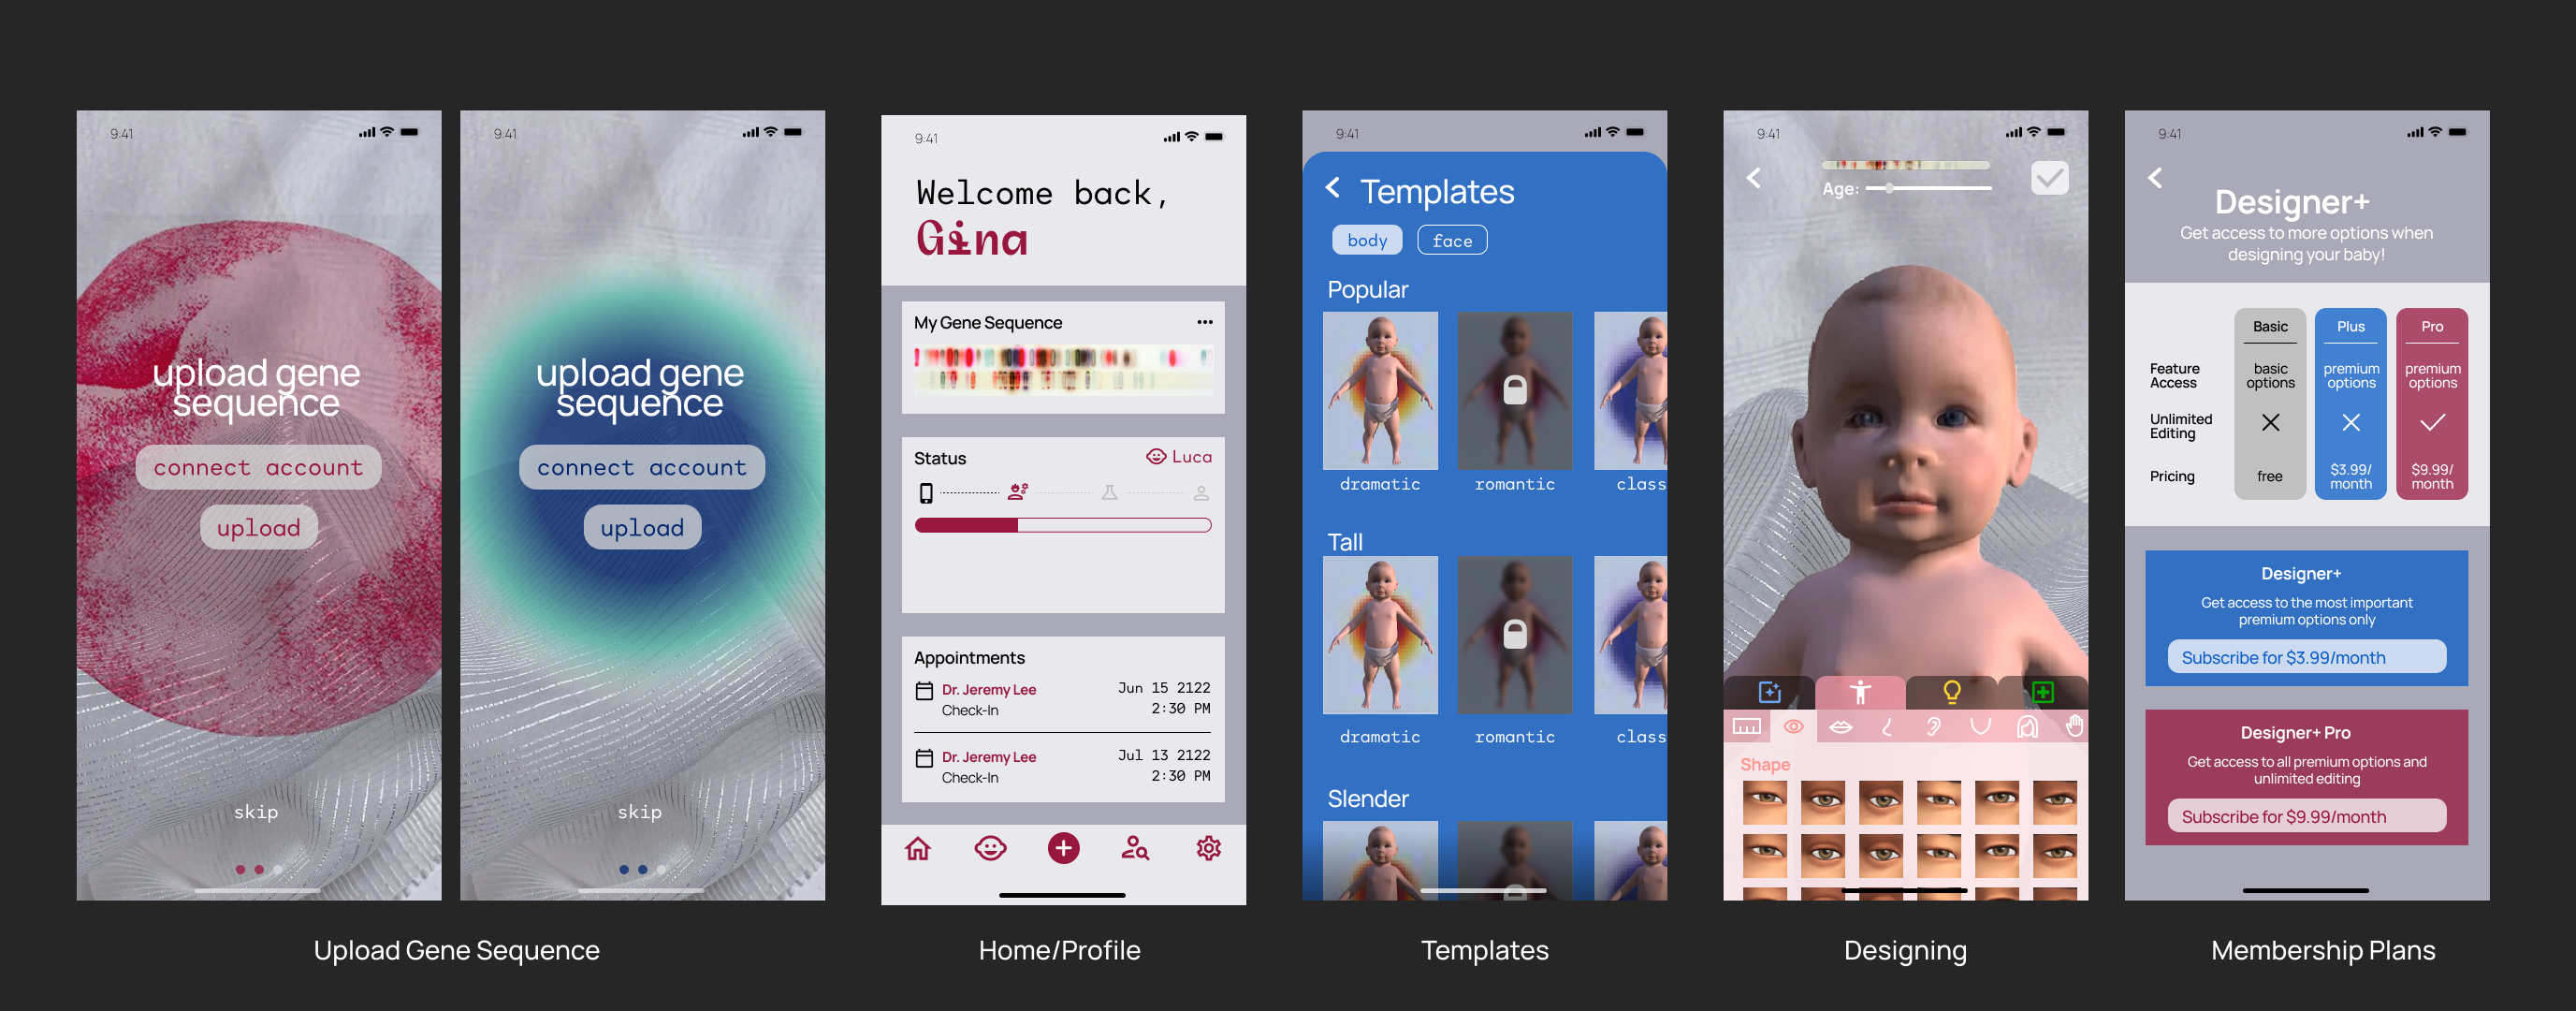 9:41
upload gene
sequence
connect account
upload
skip
9:41
upload gene
sequence
connect account
upload
skip
Upload Gene Sequence
9:41
Welcome back,
Gina
My Gene Sequence
Status
Luca
Appointments
Dr. Jeremy Lee
Jun 15 2122
Check-In
2:30 PM
Dr. Jeremy Lee
Jul 13 2122
Check-In
2:30 PM
Home/Profile
9:41
Templates
body
face
Popular
dramatic
romantic
class
Tall
dramatic
romantic
class
Slender
Templates
9:41
Age:
Shape
Designing
9:41
Designer+
Get access to more options when
designing your baby!
Basic
Plus
Pro
Feature
Access
basic
options
premium
options
premium
options
Unlimited
Editing
Pricing
free
$3.99/
month
$9.99/
month
Designer+
Get access to the most important
premium options only
Subscribe for $3.99/month
Designer+ Pro
Get access to all premium options and
unlimited editing
Subscribe for $9.99/month
Membership Plans